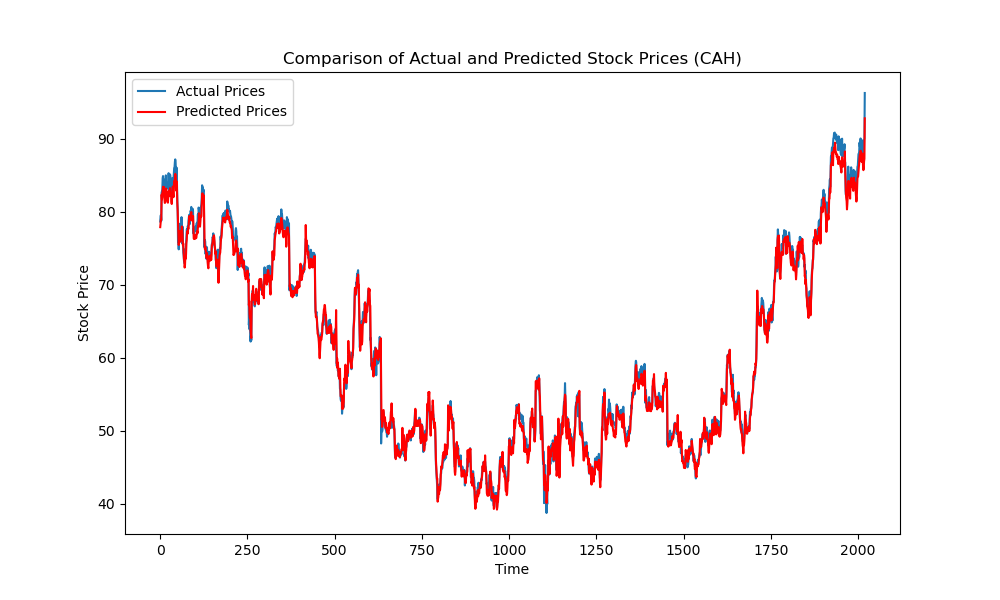 Comparison of Actual and Predicted Stock Prices (CAH)
Actual Prices
Predicted Prices
Stock Price
90
80
70
60
50
40
0 250 500 750 1000 1250 1500 1750 2000
Time